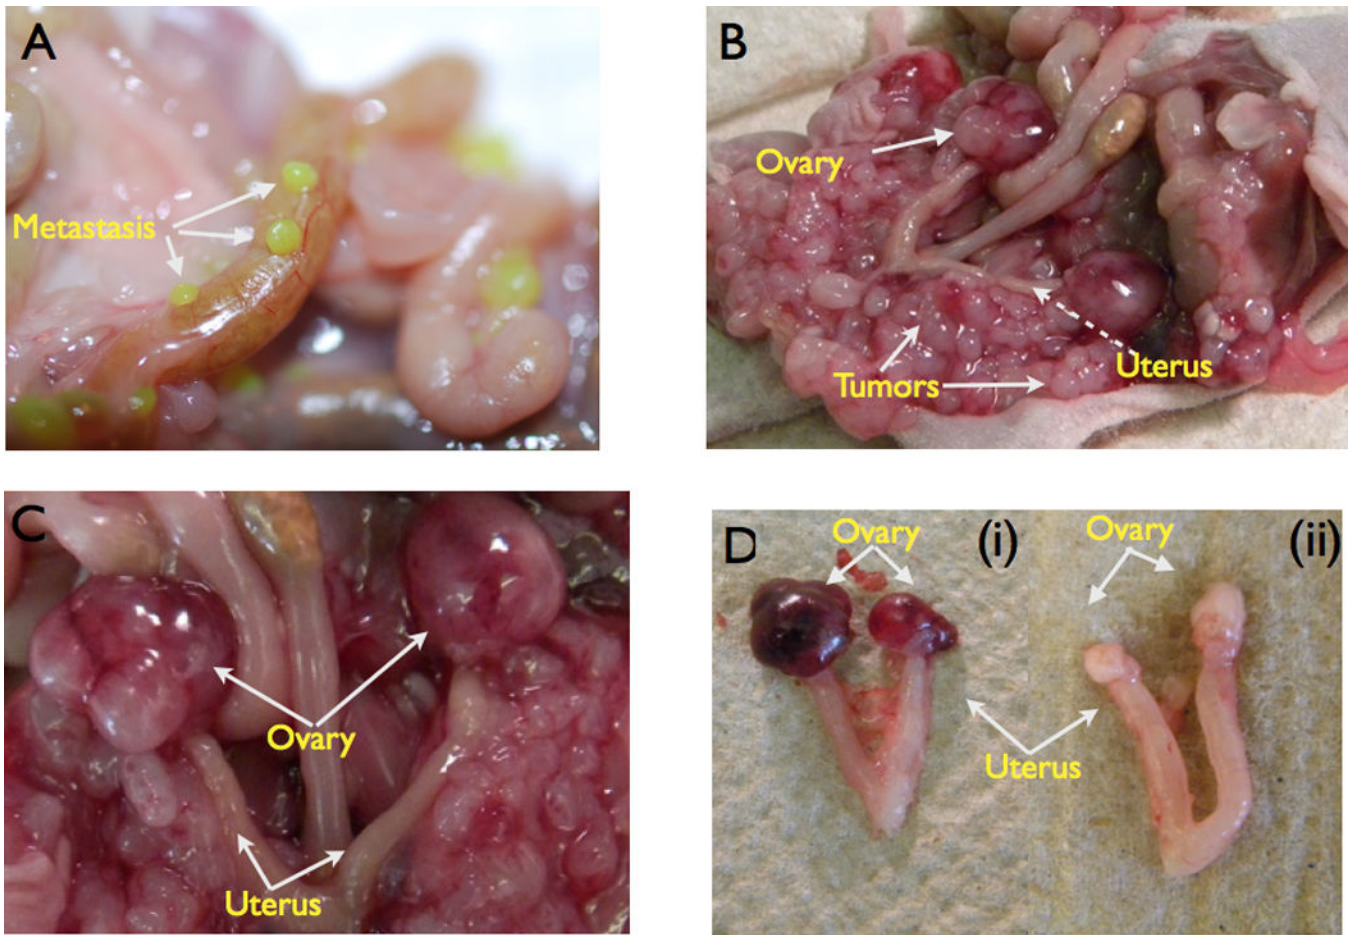 A
Metastasis
B
Ovary
Tumors
Uterus
C
Ovary
Uterus
D
Ovary
(i)
Ovary
(ii)
Uterus